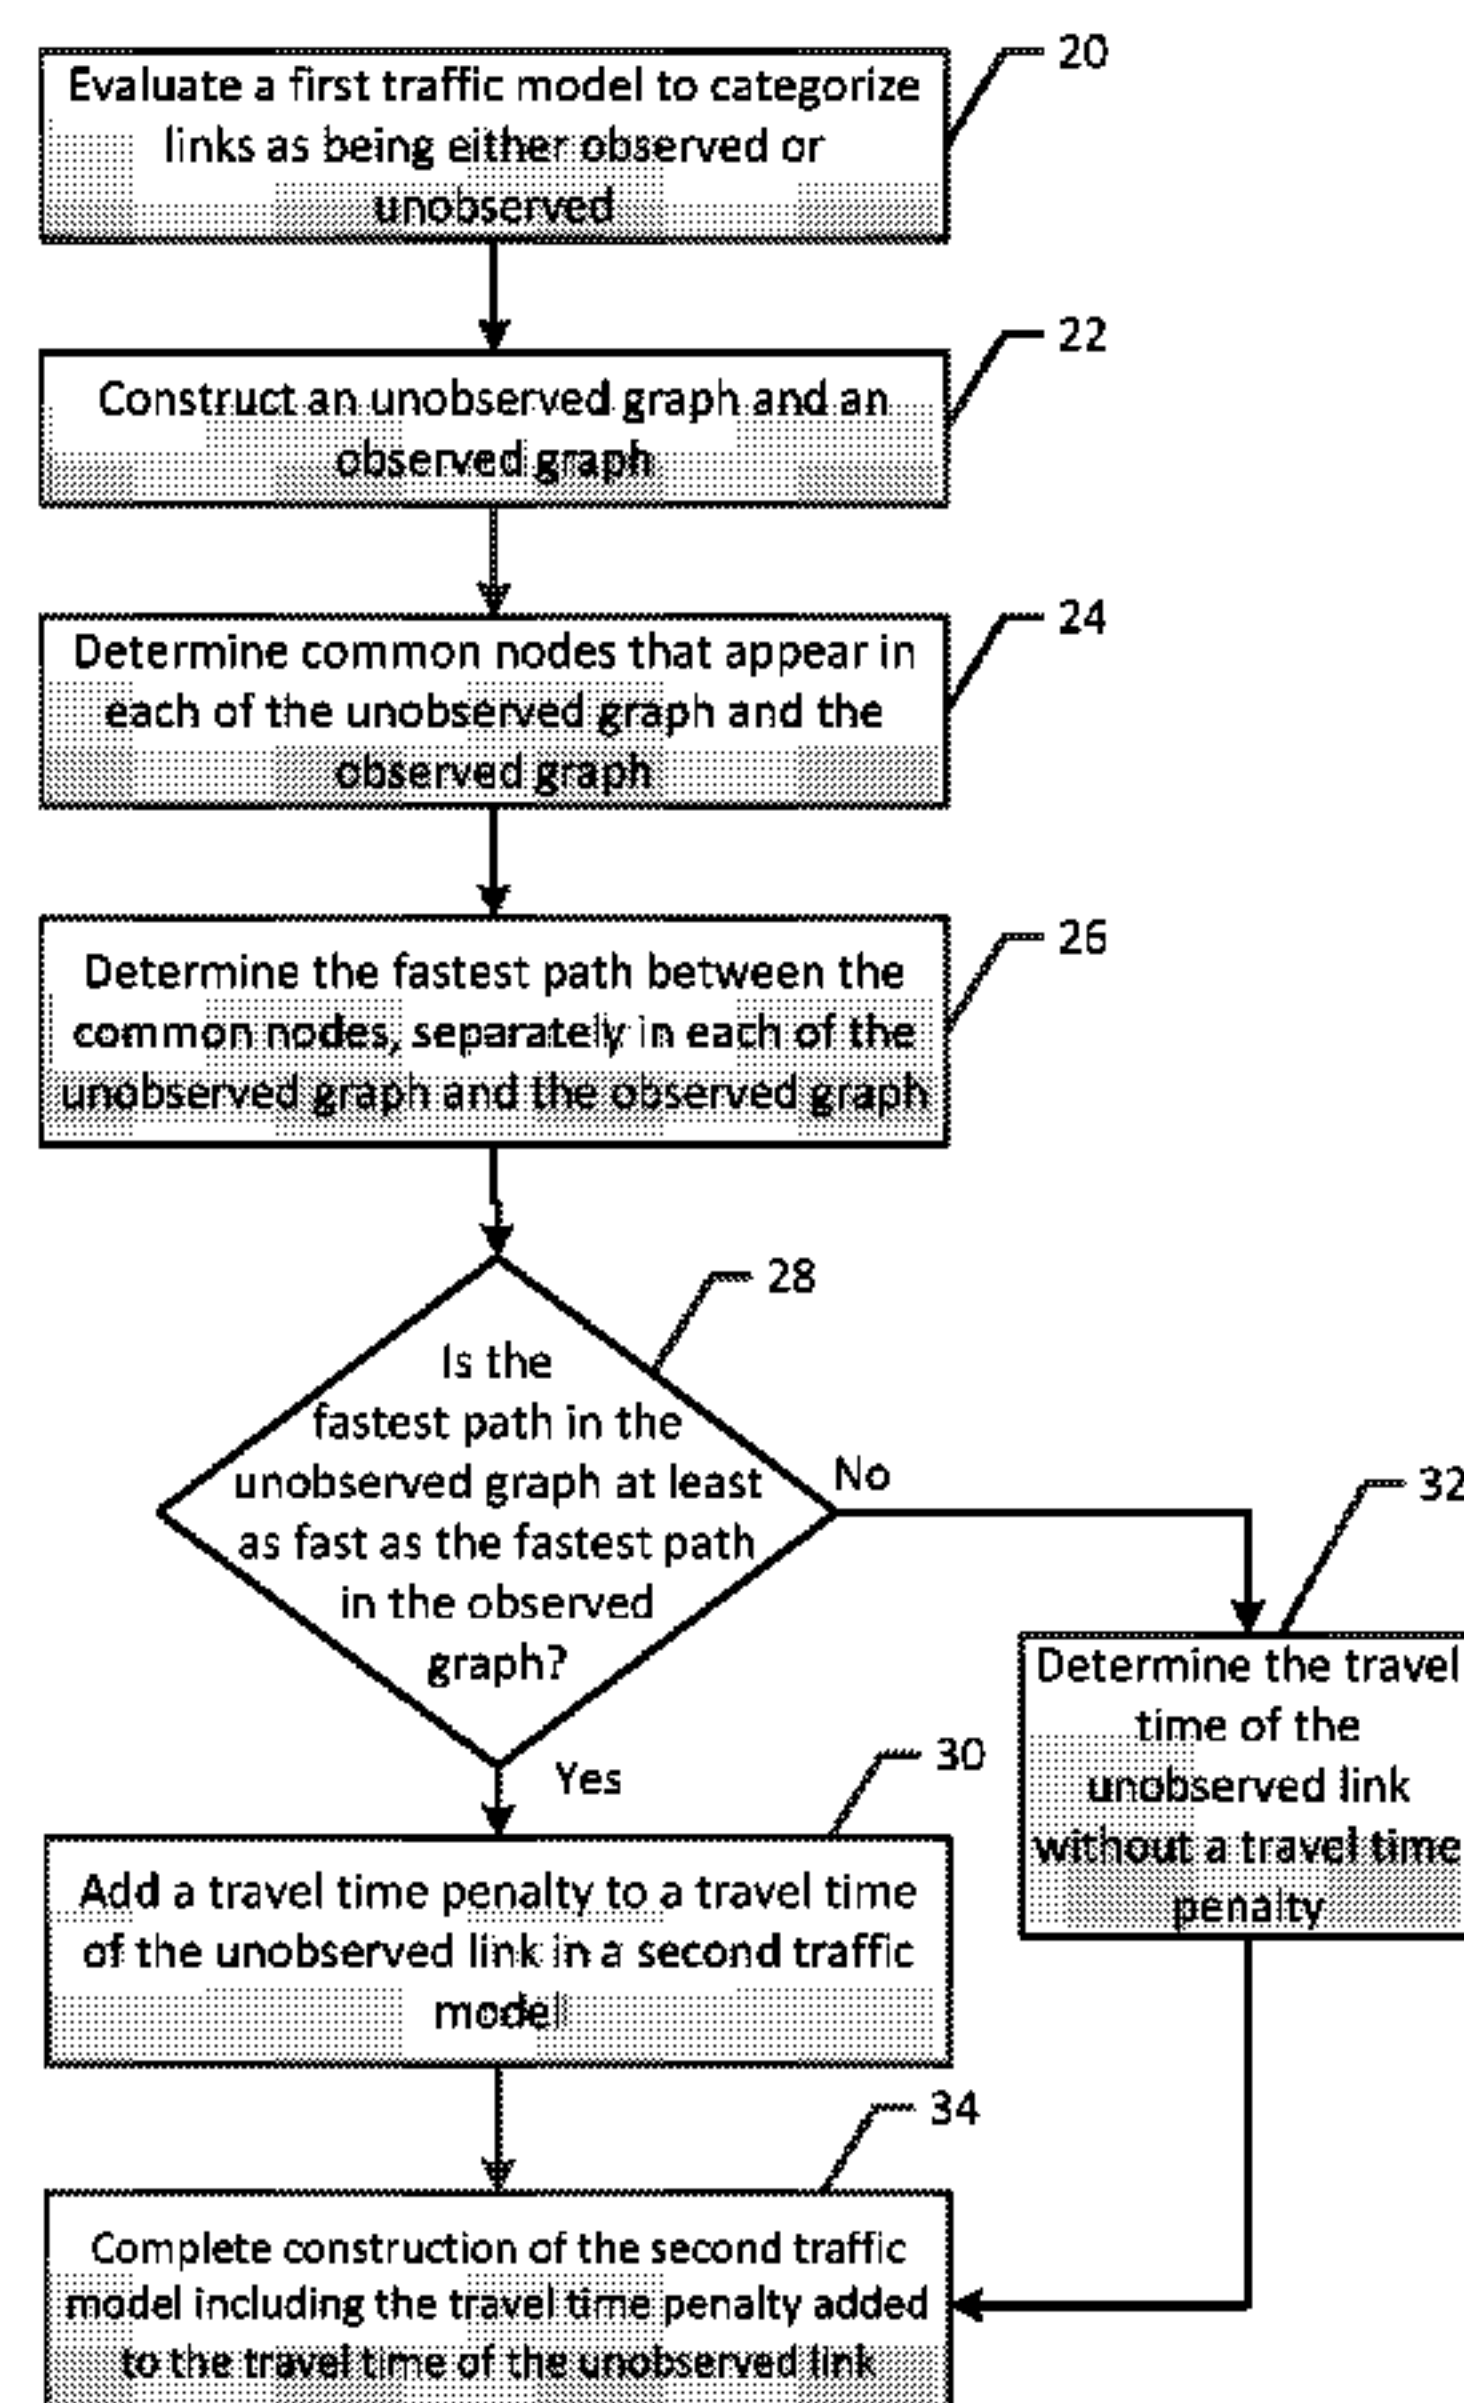 20
Evaluate a first traffic model to categorize
links as being either observed or
unobserved
22
Construct an unobserved graph and an
observed graph
24
Determine common nodes that appear in
each of the unobserved graph and the
observed graph
26
Determine the fastest path between the
common nodes, separately in each of the
unobserved graph and the observed graph
28
Is the
fastest path in the
unobserved graph at least
as fast as the fastest path
in the observed
graph?
No
32
Determine the travel
time of the
unobserved link
without a travel time
penalty
Yes
30
Add a travel time penalty to a travel time
of the unobserved link in a second traffic
model
34
Complete construction of the second traffic
model including the travel time penalty added
to the travel time of the unobserved link